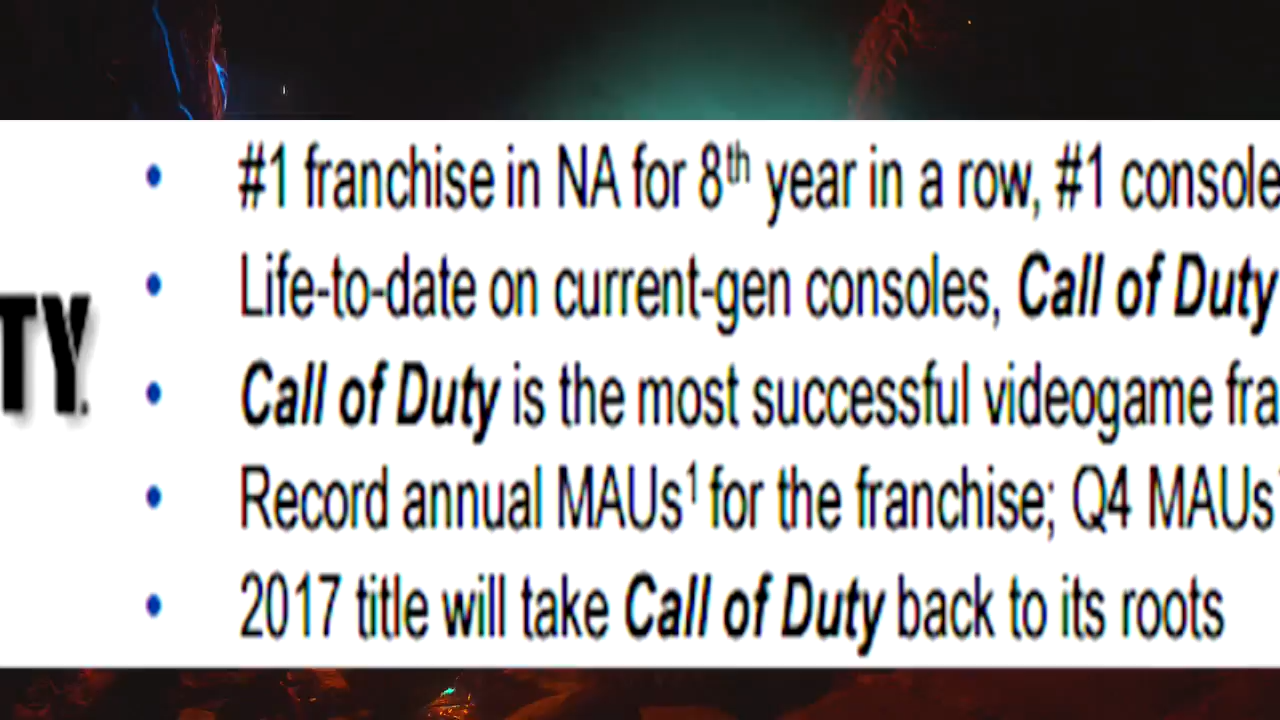 #1 franchise in NA for 8th year in a row, #1 console
Life-to-date on current-gen consoles, Call of Duty
TY
Call of Duty is the most successful videogame fra
Record annual MAUs1 for the franchise; Q4 MAUs
2017 title will take Call of Duty back to its roots